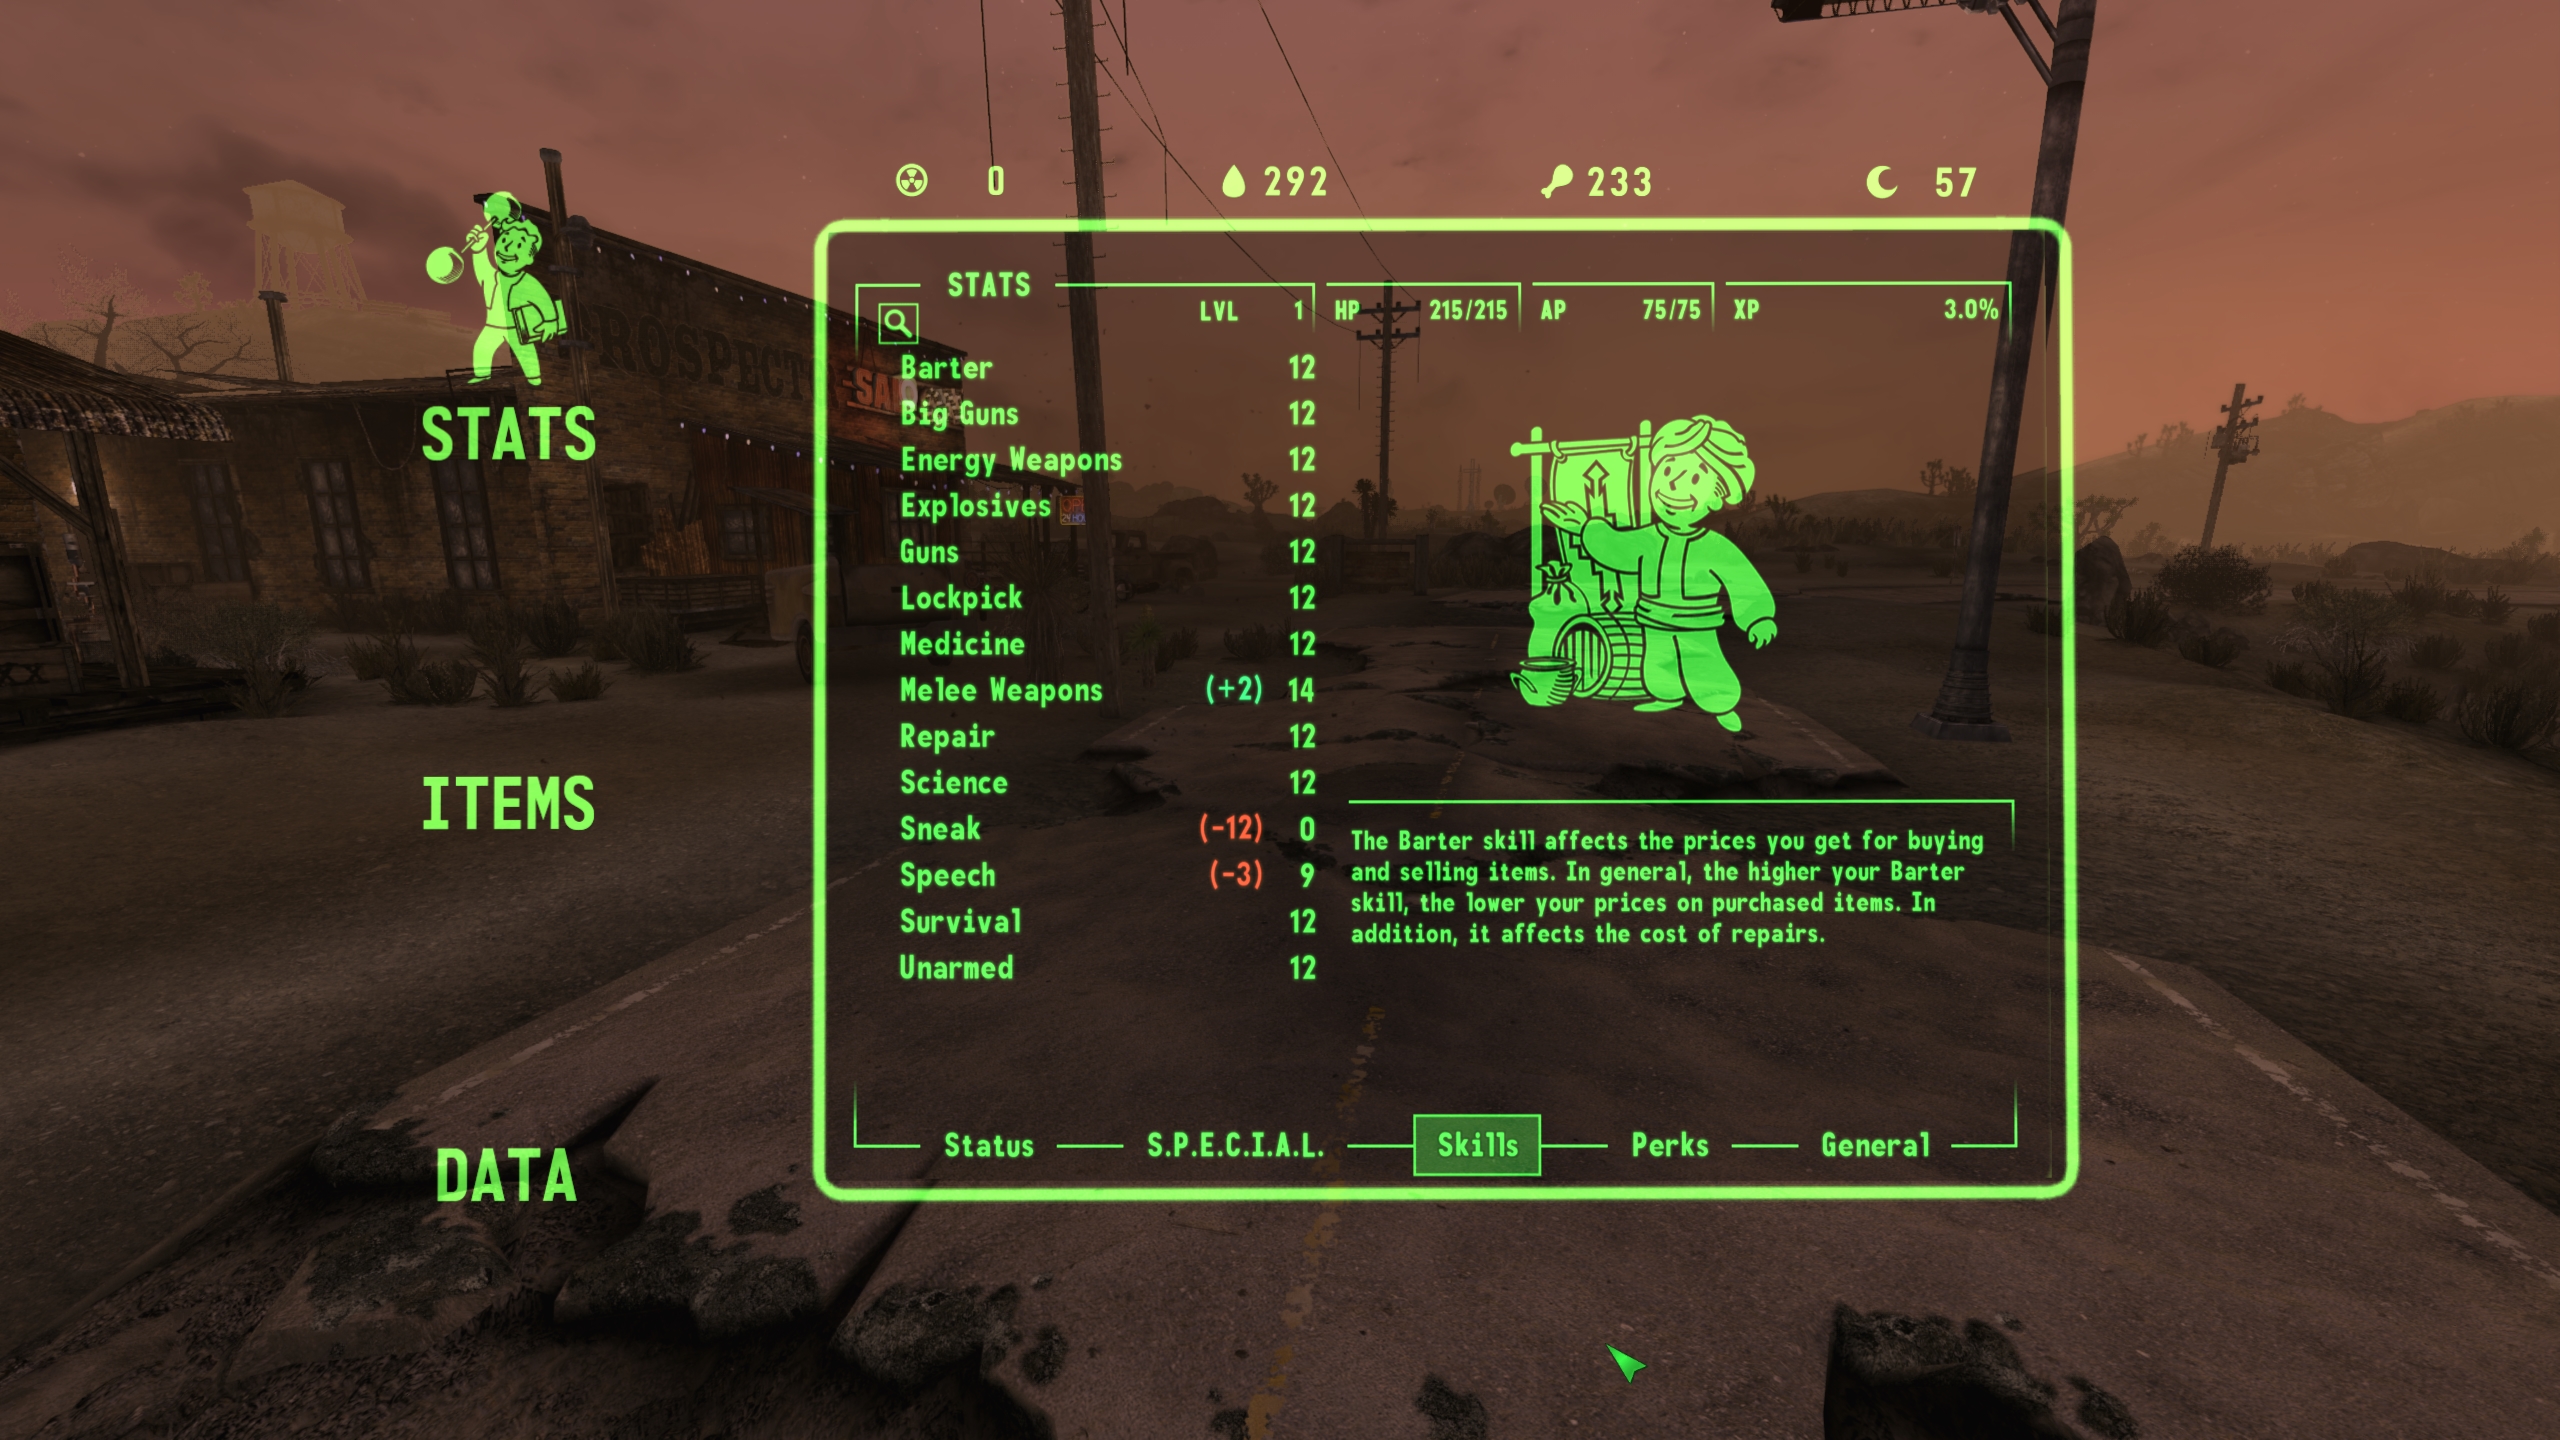 0 292 233 57
STATS
LVL 1 HP 215/215 AP 75/75 XP 3.0%
Barter 12
Big Guns 12
Energy Weapons 12
Explosives 12
Guns 12
Lockpick 12
Medicine 12
Melee Weapons (+2) 14
Repair 12
Science 12
Sneak (-12) 0
Speech (-3) 9
Survival 12
Unarmed 12
The Barter skill affects the prices you get for buying
and selling items. In general, the higher your Barter
skill, the lower your prices on purchased items. In
addition, it affects the cost of repairs.
Status S.P.E.C.I.A.L. Skills Perks General
STATS
ITEMS
DATA
PROSPECT
SAL